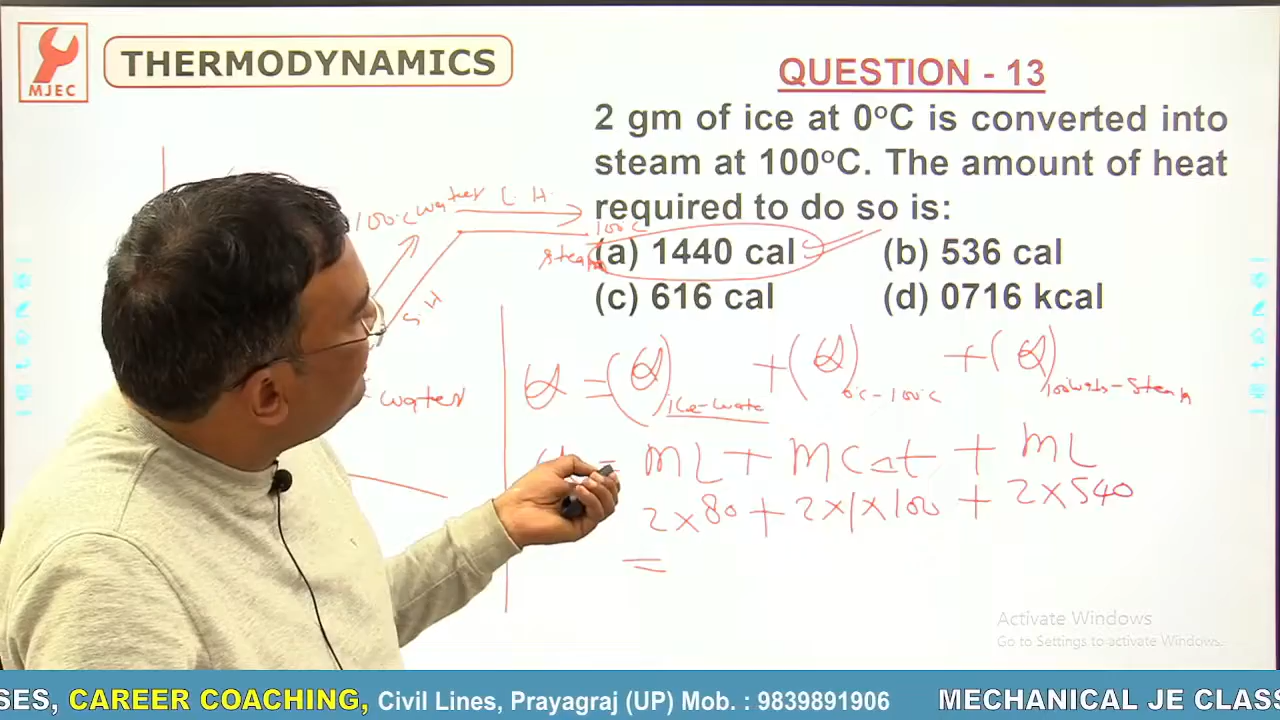 MJEC
THERMODYNAMICS
QUESTION - 13
2 gm of ice at 0°C is converted into
steam at 100°C. The amount of heat
required to do so is:
(a) 1440 cal
(b) 536 cal
(c) 616 cal
(d) 0716 kcal
100°C water L.H.
100°C
steam
S.H
water
Q = (Q) ice-water + (Q) 0°C-100°C + (Q) 100 water-steam
= mL + mcΔt + mL
2×80 + 2×1×100 + 2×540
=
Activate Windows
Go to Settings to activate Windows.
SES, CAREER COACHING, Civil Lines, Prayagraj (UP) Mob. : 9839891906 MECHANICAL JE CLASS